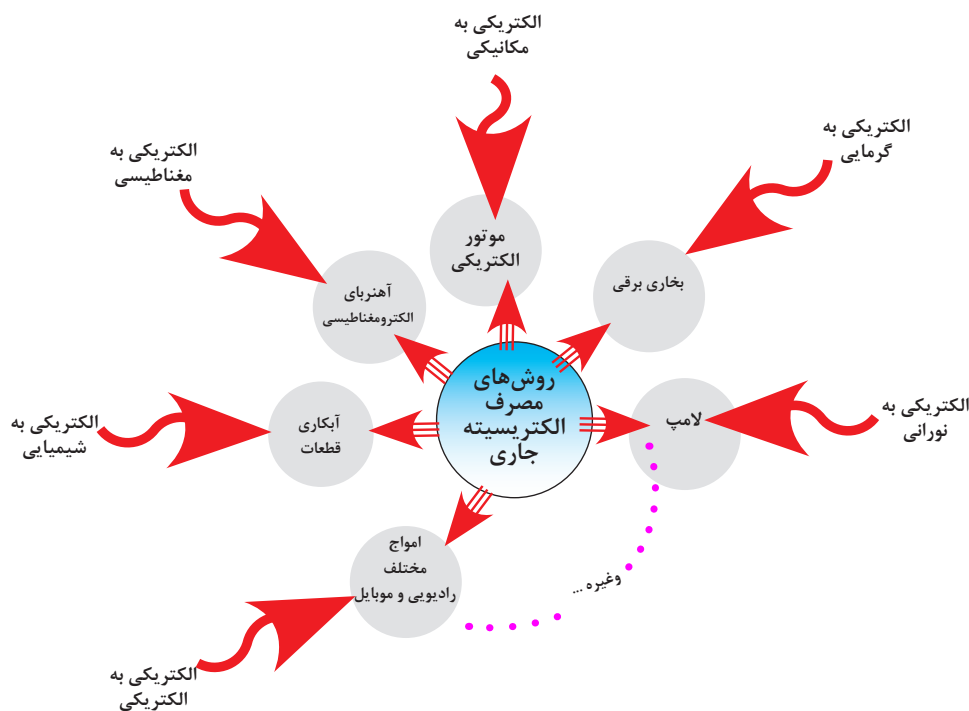 الکتریکی به
مکانیکی
الکتریکی به
گرمایی
الکتریکی به
مغناطیسی
موتور
الکتریکی
بخاری برقی
آهنربای
الکترومغناطیسی
روش‌های
مصرف
الکتریسیته
جاری
الکتریکی به
نورانی
لامپ
آبکاری
قطعات
الکتریکی به
شیمیایی
امواج
مختلف
رادیویی و موبایل
وغیره ...
الکتریکی به
الکتریکی